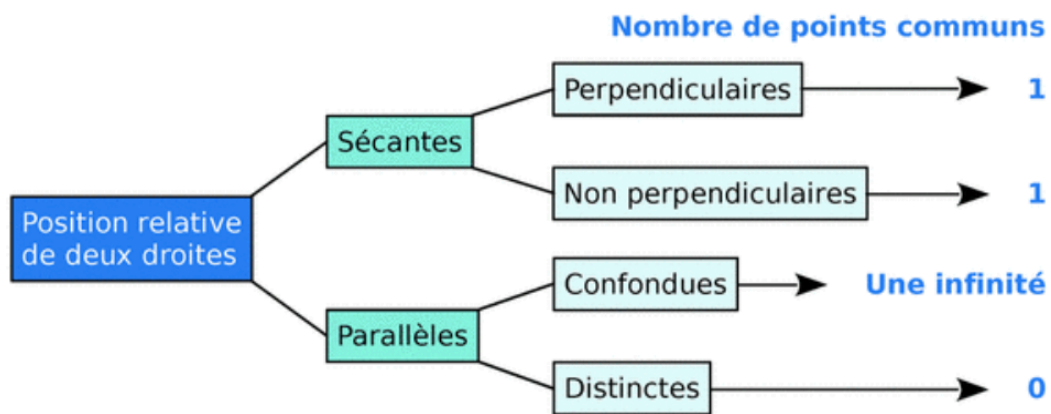 Nombre de points communs
Perpendiculaires
1
Sécantes
Non perpendiculaires
1
Position relative
de deux droites
Confondues
Une infinité
Parallèles
Distinctes
0